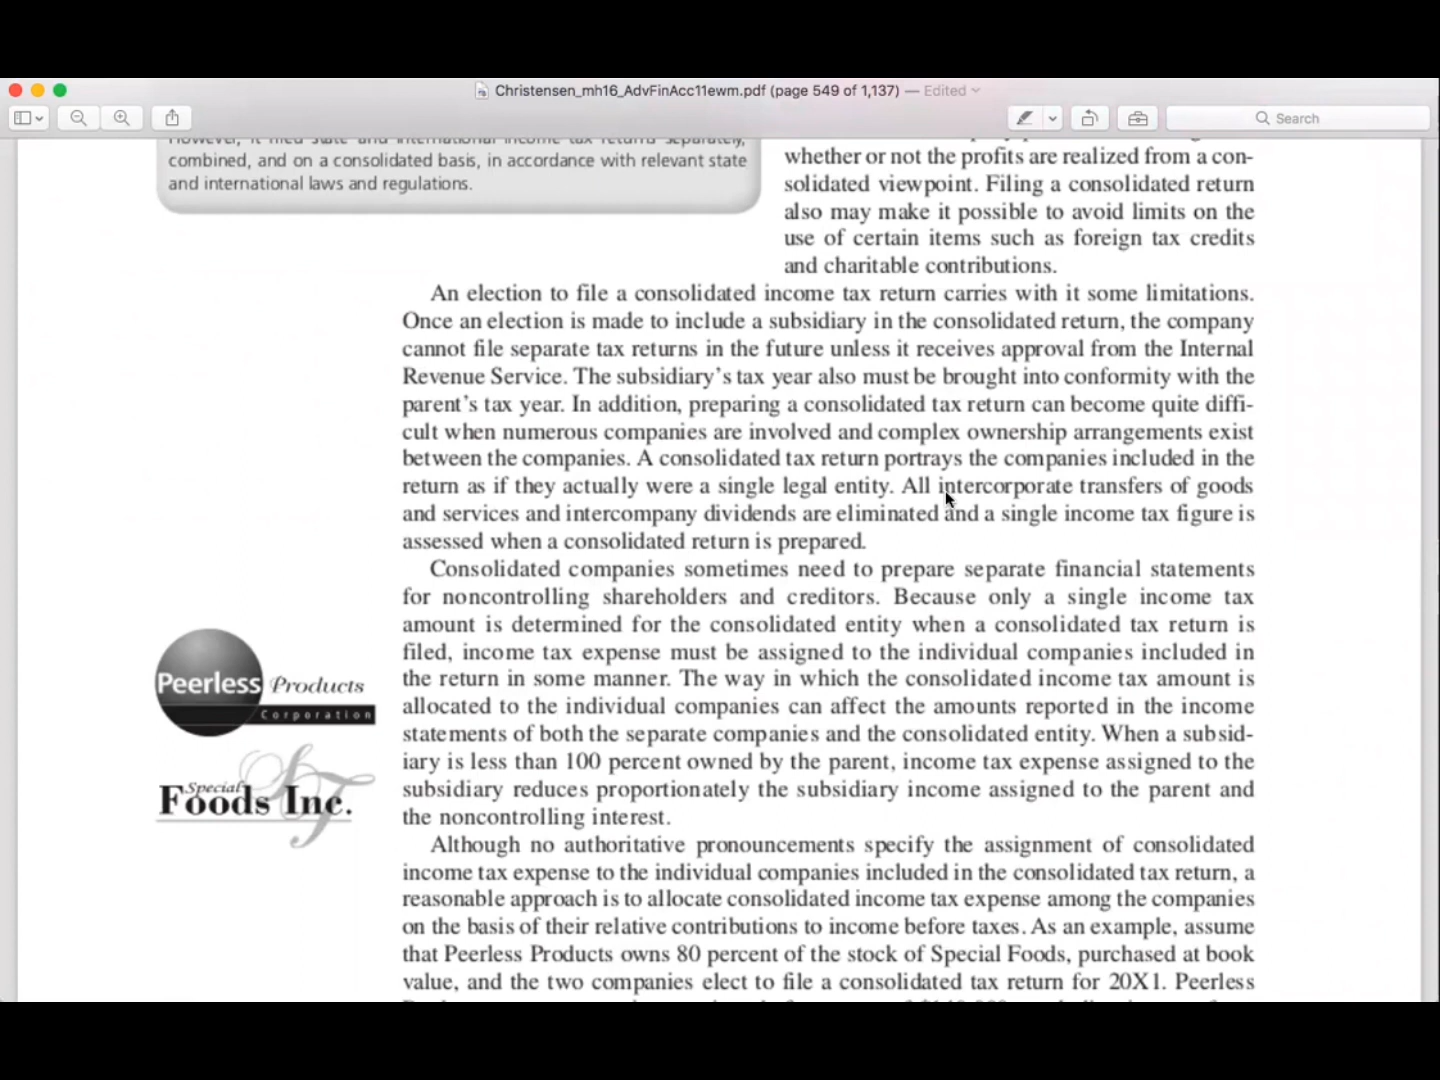 Christensen_mh16_AdvFinAcc11ewm.pdf (page 549 of 1,137) — Edited
Search
However, it filed state and international income tax returns separately,
combined, and on a consolidated basis, in accordance with relevant state
and international laws and regulations.
whether or not the profits are realized from a con-
solidated viewpoint. Filing a consolidated return
also may make it possible to avoid limits on the
use of certain items such as foreign tax credits
and charitable contributions.
An election to file a consolidated income tax return carries with it some limitations.
Once an election is made to include a subsidiary in the consolidated return, the company
cannot file separate tax returns in the future unless it receives approval from the Internal
Revenue Service. The subsidiary’s tax year also must be brought into conformity with the
parent’s tax year. In addition, preparing a consolidated tax return can become quite diffi-
cult when numerous companies are involved and complex ownership arrangements exist
between the companies. A consolidated tax return portrays the companies included in the
return as if they actually were a single legal entity. All intercorporate transfers of goods
and services and intercompany dividends are eliminated and a single income tax figure is
assessed when a consolidated return is prepared.
Consolidated companies sometimes need to prepare separate financial statements
for noncontrolling shareholders and creditors. Because only a single income tax
amount is determined for the consolidated entity when a consolidated tax return is
filed, income tax expense must be assigned to the individual companies included in
the return in some manner. The way in which the consolidated income tax amount is
allocated to the individual companies can affect the amounts reported in the income
statements of both the separate companies and the consolidated entity. When a subsid-
iary is less than 100 percent owned by the parent, income tax expense assigned to the
subsidiary reduces proportionately the subsidiary income assigned to the parent and
the noncontrolling interest.
Peerless Products
Corporation
Special
Foods Inc.
Although no authoritative pronouncements specify the assignment of consolidated
income tax expense to the individual companies included in the consolidated tax return, a
reasonable approach is to allocate consolidated income tax expense among the companies
on the basis of their relative contributions to income before taxes. As an example, assume
that Peerless Products owns 80 percent of the stock of Special Foods, purchased at book
value, and the two companies elect to file a consolidated tax return for 20X1. Peerless